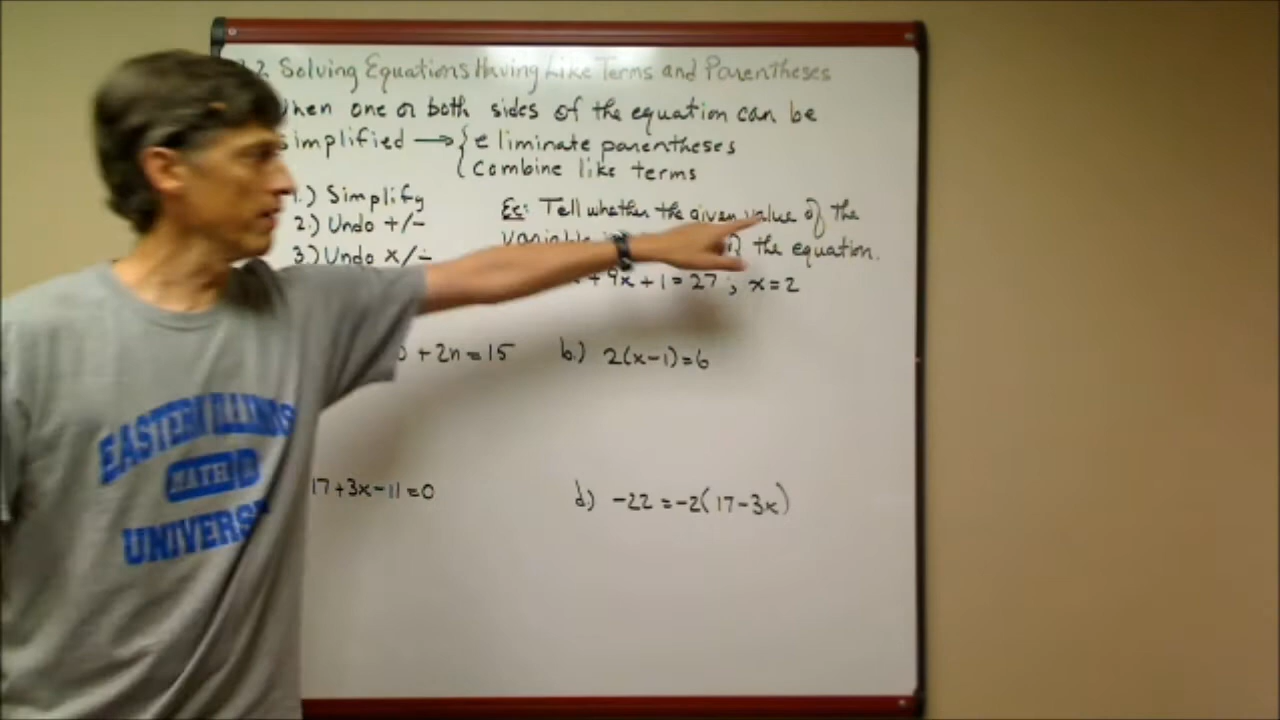 .2 Solving Equations Having Like Terms and Parentheses
when one or both sides of the equation can be
simplified → { eliminate parentheses
combine like terms
1.) Simplify
2.) Undo +/-
3.) Undo x/÷
Ex: Tell whether the given value of the
variable the equation.
+ 9x + 1 = 27 ; x = 2
+ 2n = 15
b.) 2(x-1)=6
17+3x-11=0
d.) -22 = -2(17-3x)
EASTERN ILLINOIS
MATH
UNIVERS